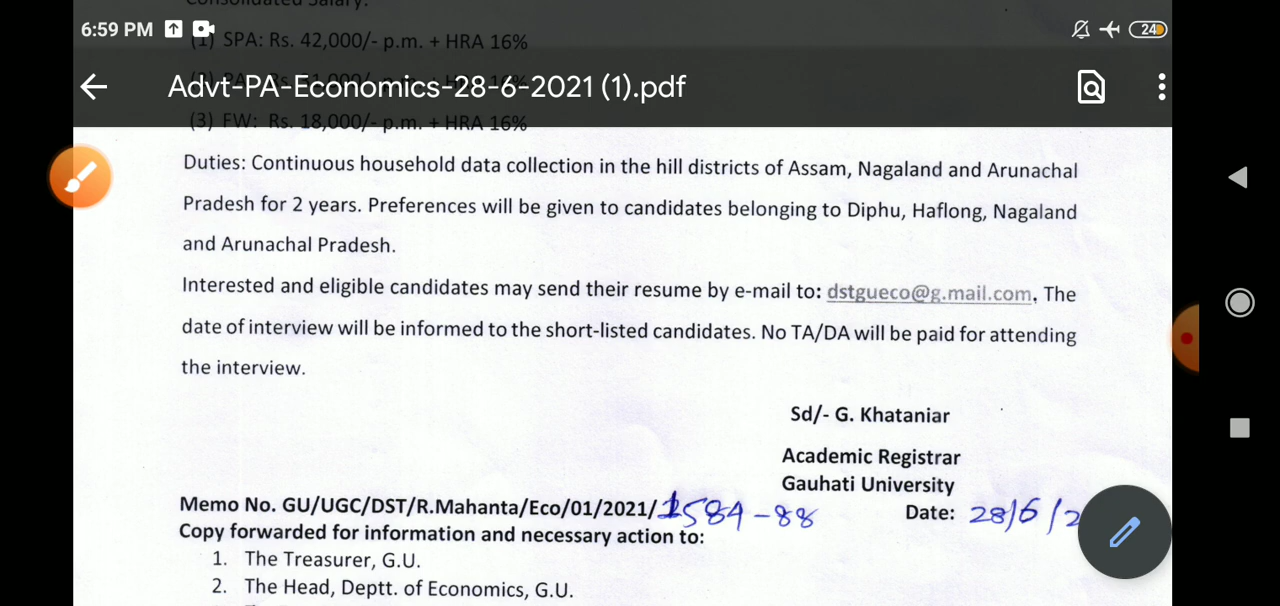 Consolidated Salary:
6:59 PM
24
(1) SPA: Rs. 42,000/- p.m. + HRA 16%
Advt-PA-Economics-28-6-2021 (1).pdf
(3) FW: Rs. 18,000/- p.m. + HRA 16%
Duties: Continuous household data collection in the hill districts of Assam, Nagaland and Arunachal
Pradesh for 2 years. Preferences will be given to candidates belonging to Diphu, Haflong, Nagaland
and Arunachal Pradesh.
Interested and eligible candidates may send their resume by e-mail to: dstgueco@g.mail.com. The
date of interview will be informed to the short-listed candidates. No TA/DA will be paid for attending
the interview.
Sd/- G. Khataniar
Academic Registrar
Gauhati University
Memo No. GU/UGC/DST/R.Mahanta/Eco/01/2021/1584-88
Date: 28/6/2
Copy forwarded for information and necessary action to:
1. The Treasurer, G.U.
2. The Head, Deptt. of Economics, G.U.